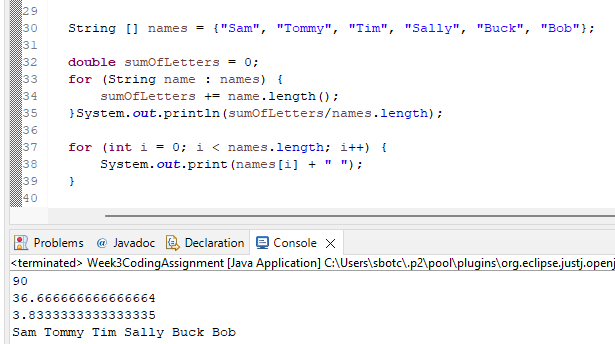 29
30 String [] names = {"Sam", "Tommy", "Tim", "Sally", "Buck", "Bob"};
31
32 double sumOfLetters = 0;
33 for (String name : names) {
34 sumOfLetters += name.length();
35 }System.out.println(sumOfLetters/names.length);
36
37 for (int i = 0; i < names.length; i++) {
38 System.out.print(names[i] + " ");
39 }
40
Problems @ Javadoc Declaration Console
<terminated> Week3CodingAssignment [Java Application] C:\Users\sbotc\.p2\pool\plugins\org.eclipse.justj.openj
90
36.666666666666664
3.8333333333333335
Sam Tommy Tim Sally Buck Bob